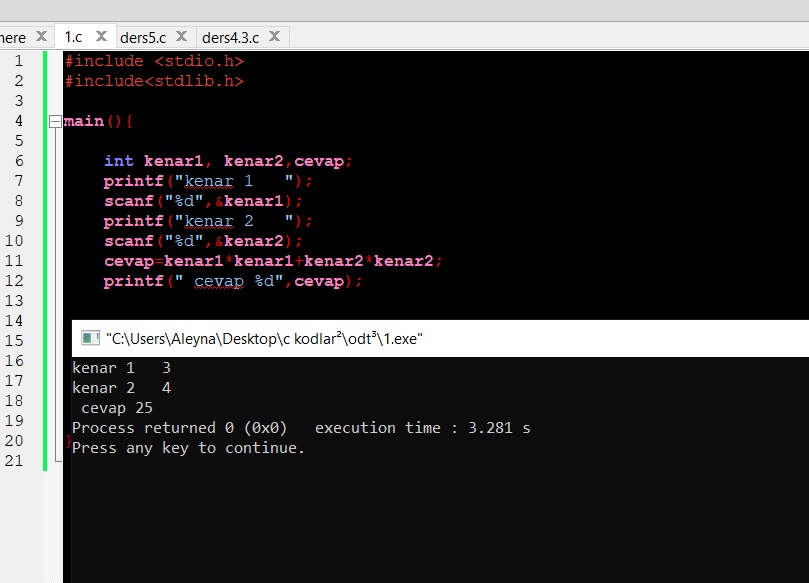 here 1.c ders5.c ders4.3.c
1 #include <stdio.h>
2 #include<stdlib.h>
3
4 main(){
5
6 int kenar1, kenar2,cevap;
7 printf("kenar 1   ");
8 scanf("%d",&kenar1);
9 printf("kenar 2   ");
10 scanf("%d",&kenar2);
11 cevap=kenar1*kenar1+kenar2*kenar2;
12 printf(" cevap %d",cevap);
13
14
15 "C:\Users\Aleyna\Desktop\c kodlar²\odt³\1.exe"
16 kenar 1   3
17 kenar 2   4
18 cevap 25
19 Process returned 0 (0x0)   execution time : 3.281 s
20 } Press any key to continue.
21